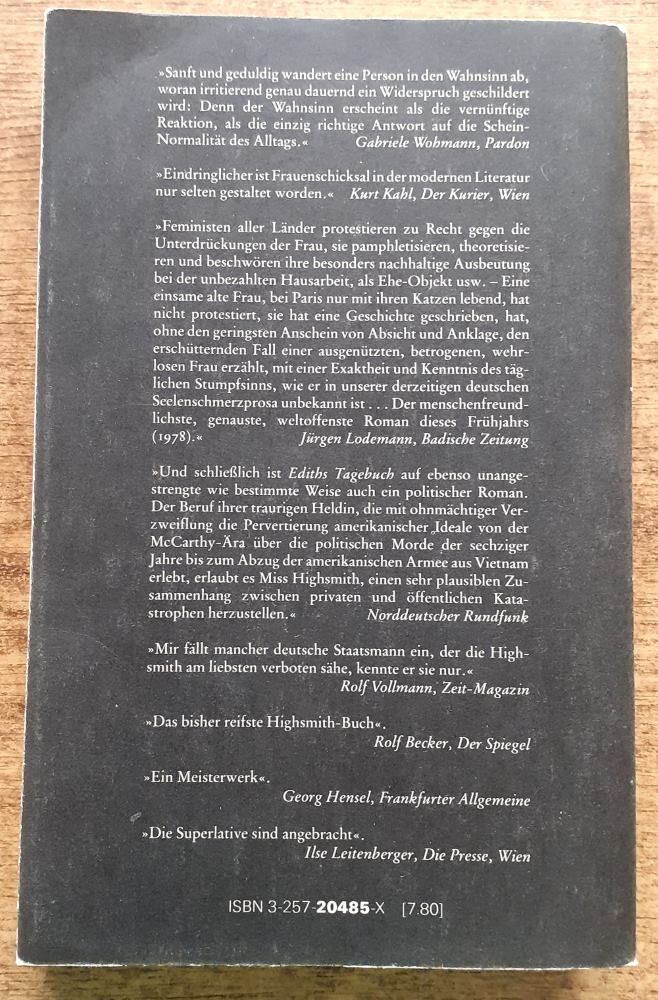 »Sanft und geduldig wandert eine Person in den Wahnsinn ab,
woran irritierend genau dauernd ein Widerspruch geschildert
wird: Denn der Wahnsinn erscheint als die vernünftige
Reaktion, als die einzig richtige Antwort auf die Schein-
Normalität des Alltags.« Gabriele Wohmann, Pardon
»Eindringlicher ist Frauenschicksal in der modernen Literatur
nur selten gestaltet worden.« Kurt Kahl, Der Kurier, Wien
»Feministen aller Länder protestieren zu Recht gegen die
Unterdrückungen der Frau, sie pamphletisieren, theoretisie-
ren und beschwören ihre besonders nachhaltige Ausbeutung
bei der unbezahlten Hausarbeit, als Ehe-Objekt usw. – Eine
einsame alte Frau, bei Paris nur mit ihren Katzen lebend, hat
nicht protestiert, sie hat eine Geschichte geschrieben, hat,
ohne den geringsten Anschein von Absicht und Anklage, den
erschütternden Fall einer ausgenützten, betrogenen, wehr-
losen Frau erzählt, mit einer Exaktheit und Kenntnis des täg-
lichen Stumpfsinns, wie er in unserer derzeitigen deutschen
Seelenschmerzprosa unbekannt ist . . . Der menschenfreund-
lichste, genauste, weltoffenste Roman dieses Frühjahrs
(1978).« Jürgen Lodemann, Badische Zeitung
»Und schließlich ist Ediths Tagebuch auf ebenso unange-
strengte wie bestimmte Weise auch ein politischer Roman.
Der Beruf ihrer traurigen Heldin, die mit ohnmächtiger Ver-
zweiflung die Pervertierung amerikanischer Ideale von der
McCarthy-Ära über die politischen Morde der sechziger
Jahre bis zum Abzug der amerikanischen Armee aus Vietnam
erlebt, erlaubt es Miss Highsmith, einen sehr plausiblen Zu-
sammenhang zwischen privaten und öffentlichen Kata-
strophen herzustellen.« Norddeutscher Rundfunk
»Mir fällt mancher deutsche Staatsmann ein, der die High-
smith am liebsten verboten sähe, kennte er sie nur.«
Rolf Vollmann, Zeit-Magazin
»Das bisher reifste Highsmith-Buch«.
Rolf Becker, Der Spiegel
»Ein Meisterwerk«.
Georg Hensel, Frankfurter Allgemeine
»Die Superlative sind angebracht«.
Ilse Leitenberger, Die Presse, Wien
ISBN 3-257-20485-X [7.80]